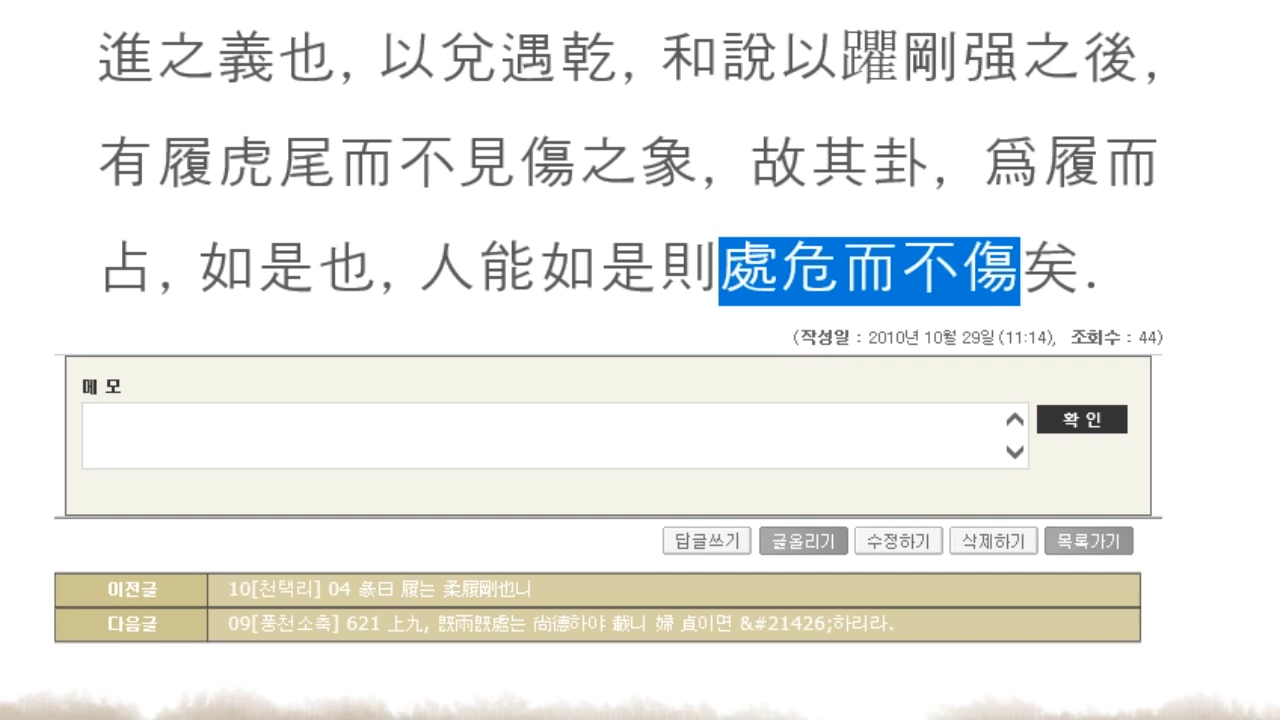 進之義也, 以兌遇乾, 和說以躍剛强之後,
有履虎尾而不見傷之象, 故其卦, 爲履而
占, 如是也, 人能如是則處危而不傷矣.
(작성일 : 2010년 10월 29일 (11:14), 조회수 : 44)
메 모
확 인
답글쓰기 글올리기 수정하기 삭제하기 목록가기
이전글 10[천택리] 04 彖曰 履는 柔履剛也니
다음글 09[풍천소축] 621 上九, 旣雨旣處는 尙德하야 載니 婦 貞이면 &#21426;하리라.